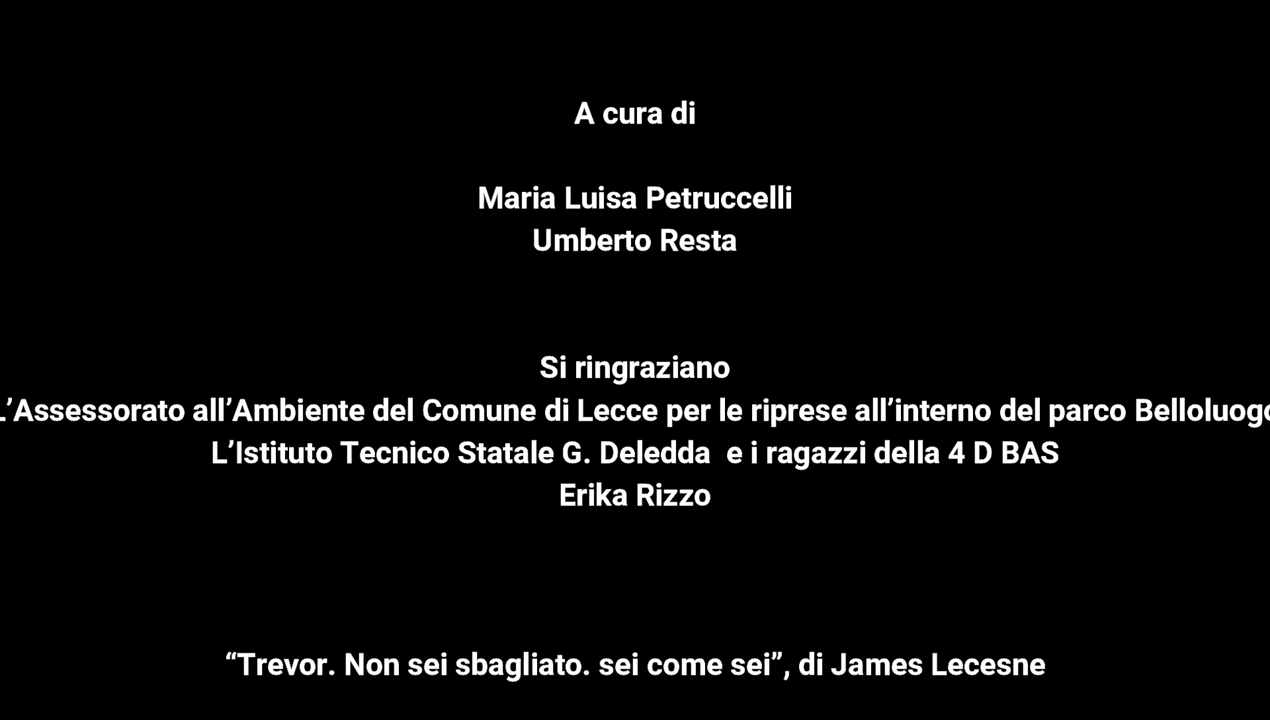 A cura di
Maria Luisa Petruccelli
Umberto Resta
Si ringraziano
L’Assessorato all’Ambiente del Comune di Lecce per le riprese all’interno del parco Belloluogo
L’Istituto Tecnico Statale G. Deledda  e i ragazzi della 4 D BAS
Erika Rizzo
“Trevor. Non sei sbagliato. sei come sei”, di James Lecesne